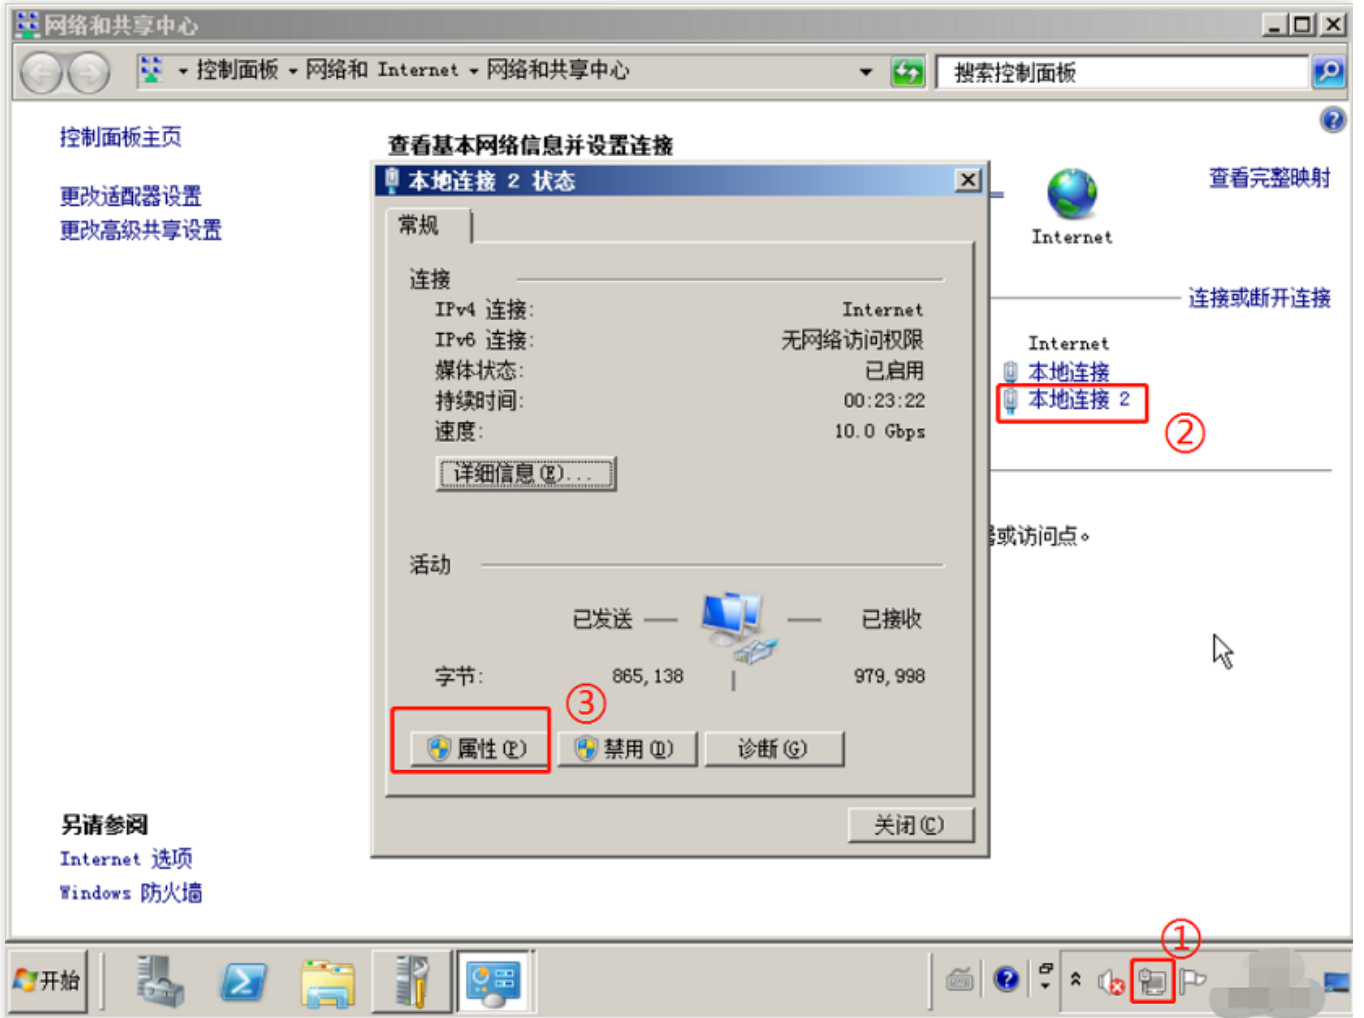 网络和共享中心
控制面板 网络和 Internet 网络和共享中心
搜索控制面板
控制面板主页
更改适配器设置
更改高级共享设置
查看基本网络信息并设置连接
查看完整映射
Internet
连接或断开连接
Internet
本地连接
本地连接 2
②
器或访问点。
本地连接 2 状态
常规
连接
IPv4 连接: Internet
IPv6 连接: 无网络访问权限
媒体状态: 已启用
持续时间: 00:23:22
速度: 10.0 Gbps
详细信息(E)...
活动
已发送 — — 已接收
字节: 865,138 | 979,998
③
属性(P) 禁用(D) 诊断(G)
关闭(C)
另请参阅
Internet 选项
Windows 防火墙
①
开始